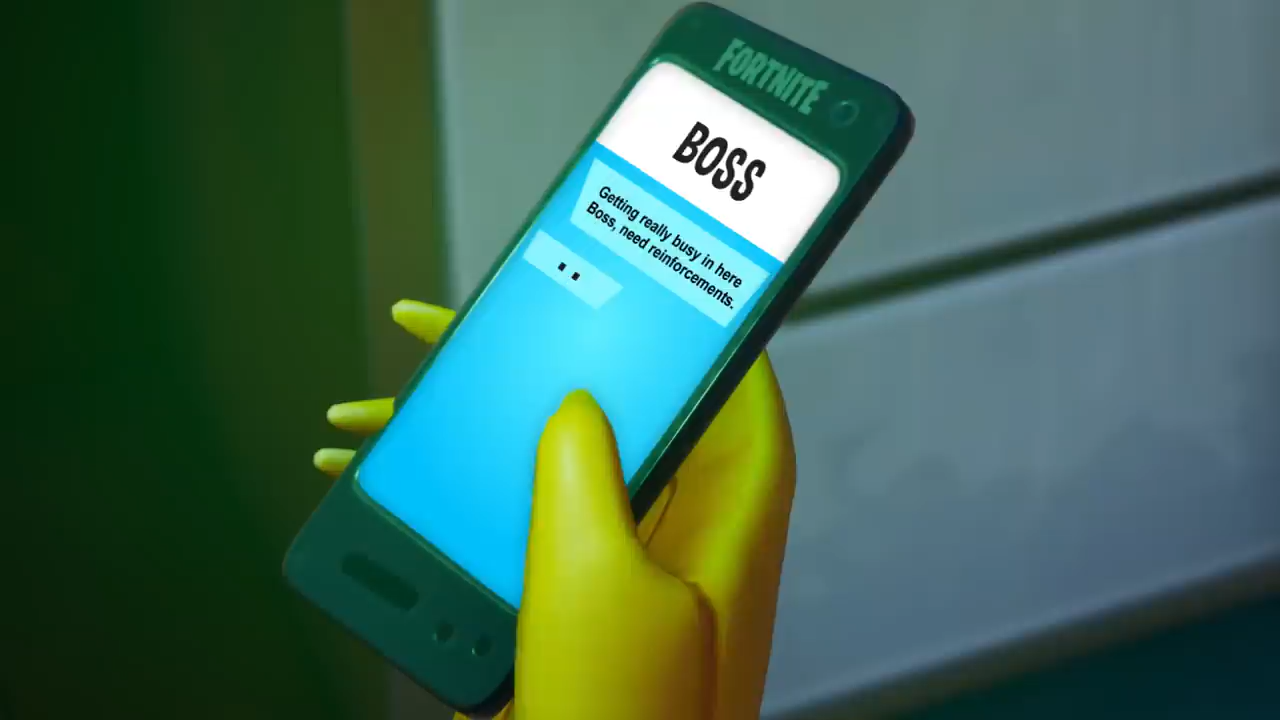 FORTNITE
BOSS
Getting really busy in here
Boss, need reinforcements.